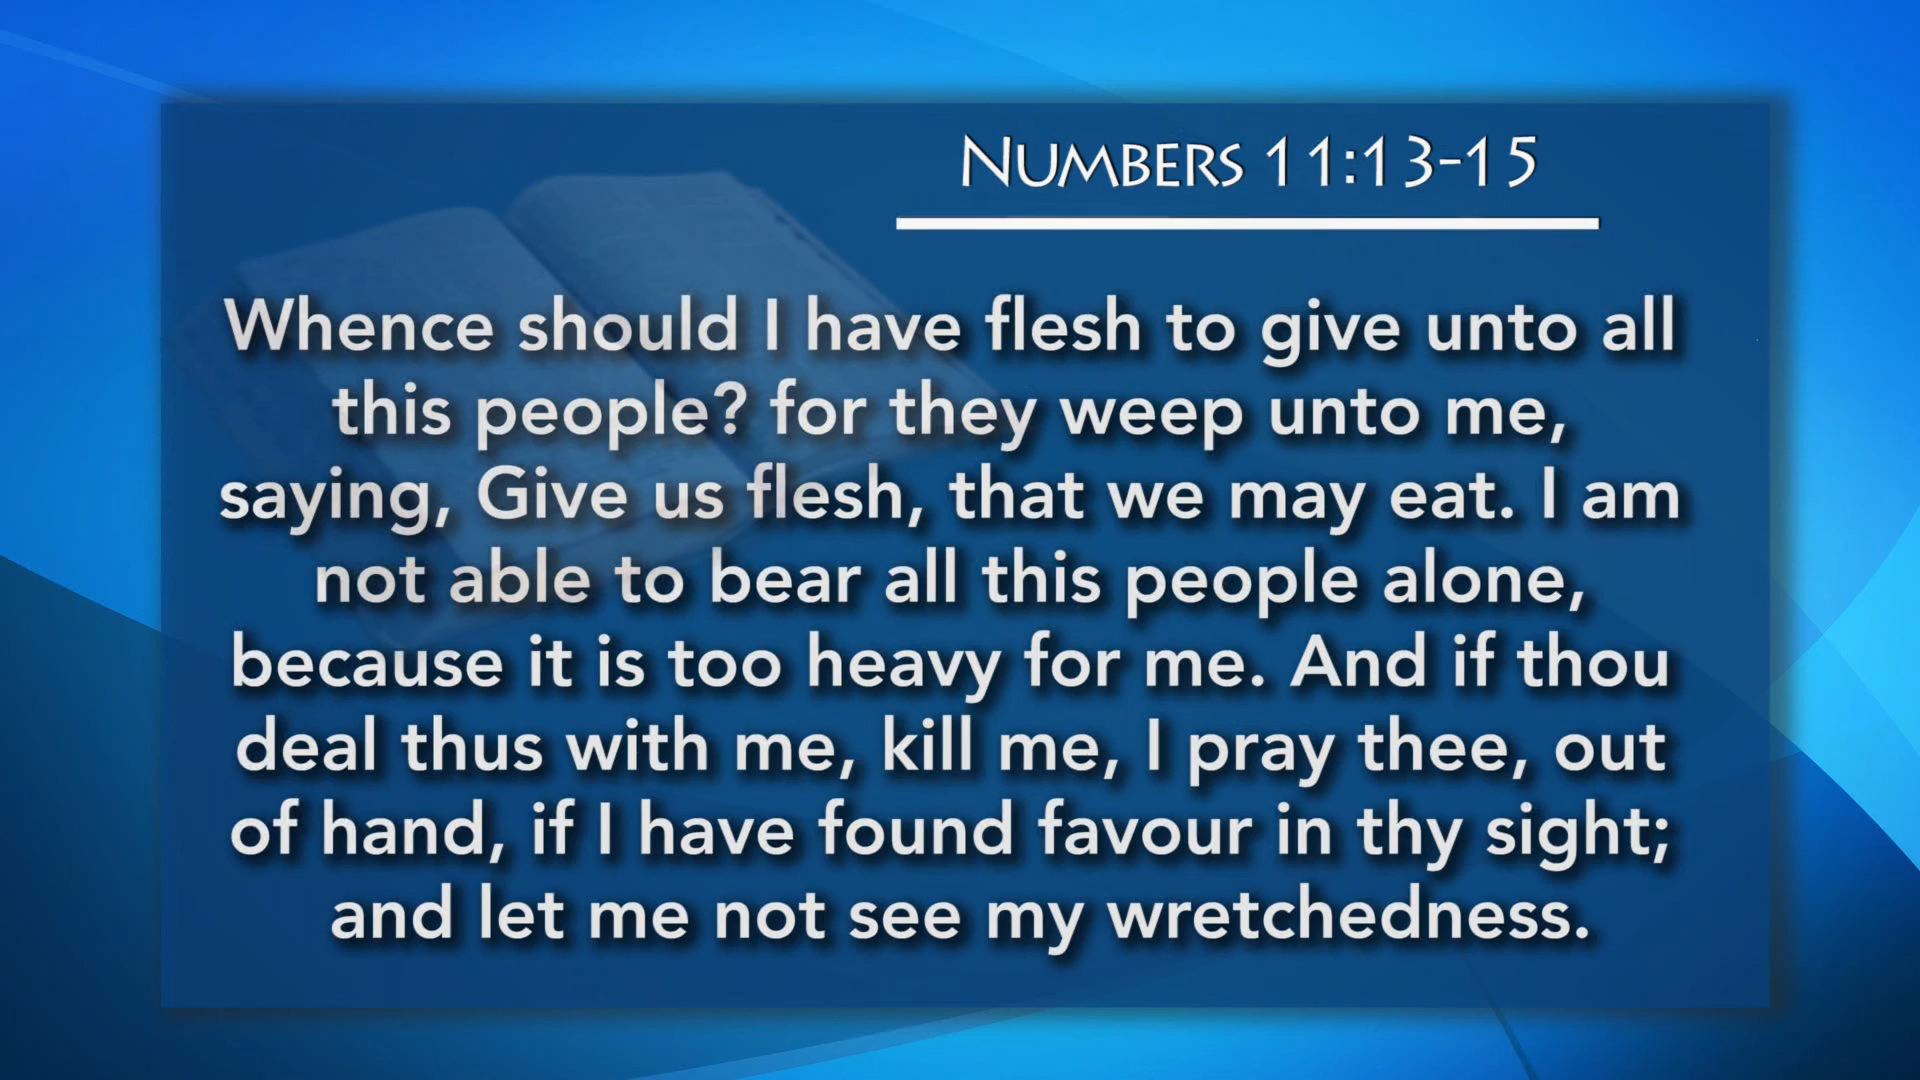 Numbers 11:13-15
Whence should I have flesh to give unto all
this people? for they weep unto me,
saying, Give us flesh, that we may eat. I am
not able to bear all this people alone,
because it is too heavy for me. And if thou
deal thus with me, kill me, I pray thee, out
of hand, if I have found favour in thy sight;
and let me not see my wretchedness.